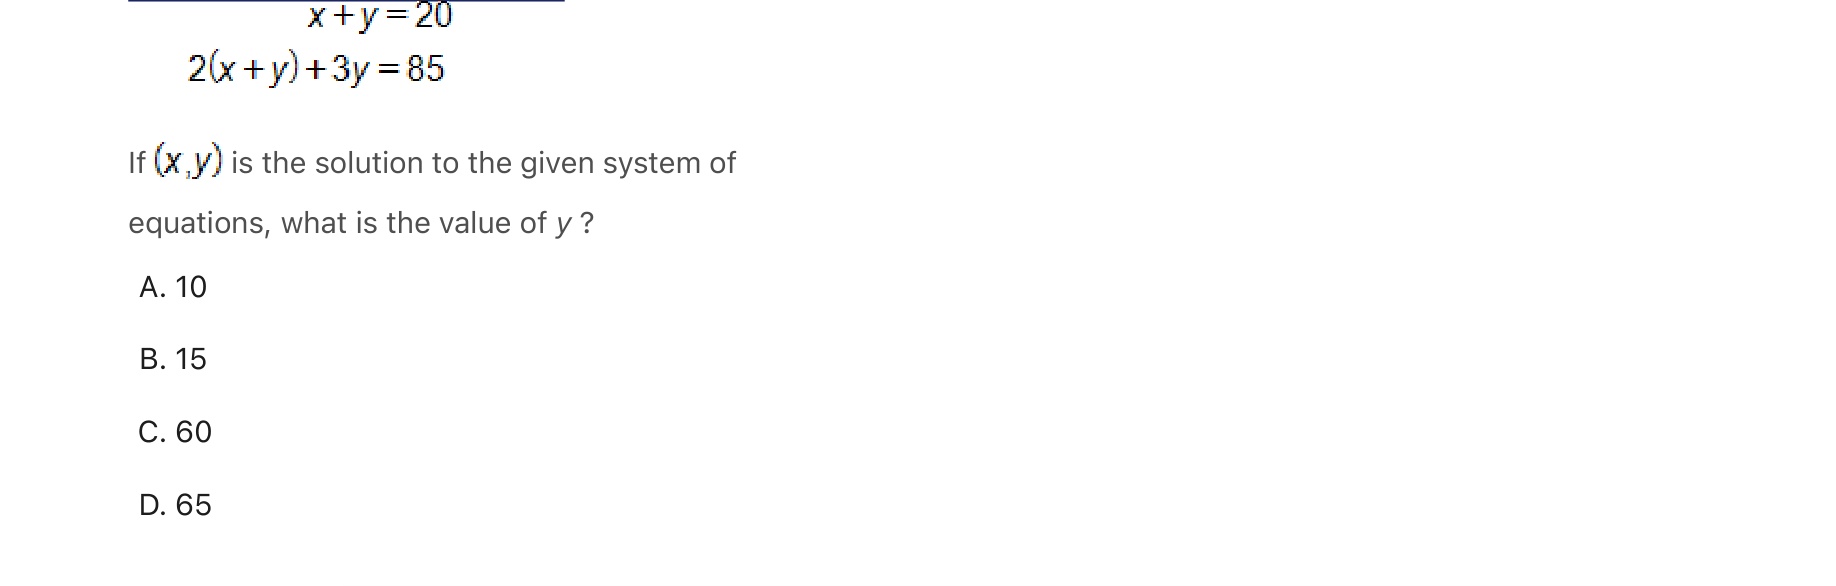 x+y=20
2(x+y)+3y=85
If (x,y) is the solution to the given system of
equations, what is the value of y ?
A. 10
B. 15
C. 60
D. 65